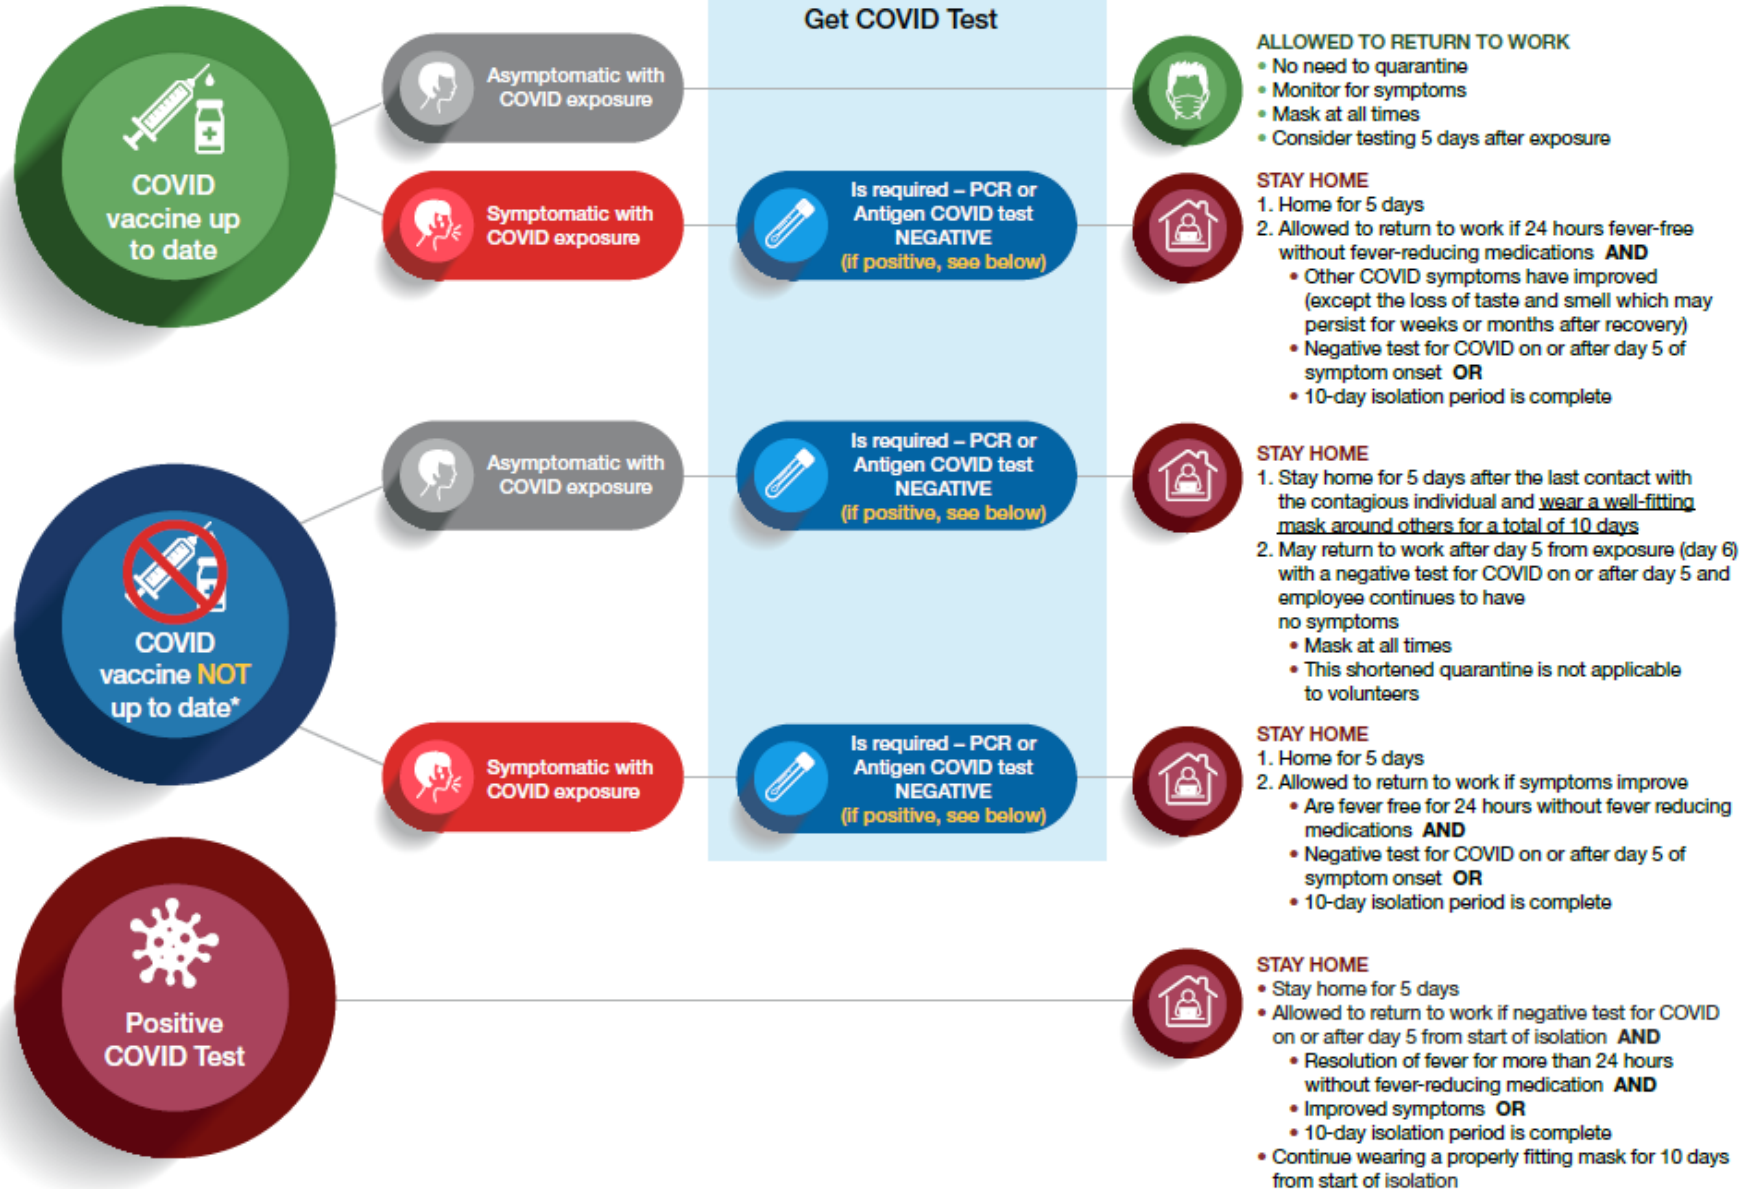 Get COVID Test
COVID
vaccine up
to date
Asymptomatic with
COVID exposure
ALLOWED TO RETURN TO WORK
• No need to quarantine
• Monitor for symptoms
• Mask at all times
• Consider testing 5 days after exposure
Symptomatic with
COVID exposure
Is required – PCR or
Antigen COVID test
NEGATIVE
(if positive, see below)
STAY HOME
1. Home for 5 days
2. Allowed to return to work if 24 hours fever-free
without fever-reducing medications AND
• Other COVID symptoms have improved
(except the loss of taste and smell which may
persist for weeks or months after recovery)
• Negative test for COVID on or after day 5 of
symptom onset OR
• 10-day isolation period is complete
COVID
vaccine NOT
up to date*
Asymptomatic with
COVID exposure
Is required – PCR or
Antigen COVID test
NEGATIVE
(if positive, see below)
STAY HOME
1. Stay home for 5 days after the last contact with
the contagious individual and wear a well-fitting
mask around others for a total of 10 days
2. May return to work after day 5 from exposure (day 6)
with a negative test for COVID on or after day 5 and
employee continues to have
no symptoms
• Mask at all times
• This shortened quarantine is not applicable
to volunteers
Symptomatic with
COVID exposure
Is required – PCR or
Antigen COVID test
NEGATIVE
(if positive, see below)
STAY HOME
1. Home for 5 days
2. Allowed to return to work if symptoms improve
• Are fever free for 24 hours without fever reducing
medications AND
• Negative test for COVID on or after day 5 of
symptom onset OR
• 10-day isolation period is complete
Positive
COVID Test
STAY HOME
• Stay home for 5 days
• Allowed to return to work if negative test for COVID
on or after day 5 from start of isolation AND
• Resolution of fever for more than 24 hours
without fever-reducing medication AND
• Improved symptoms OR
• 10-day isolation period is complete
• Continue wearing a properly fitting mask for 10 days
from start of isolation